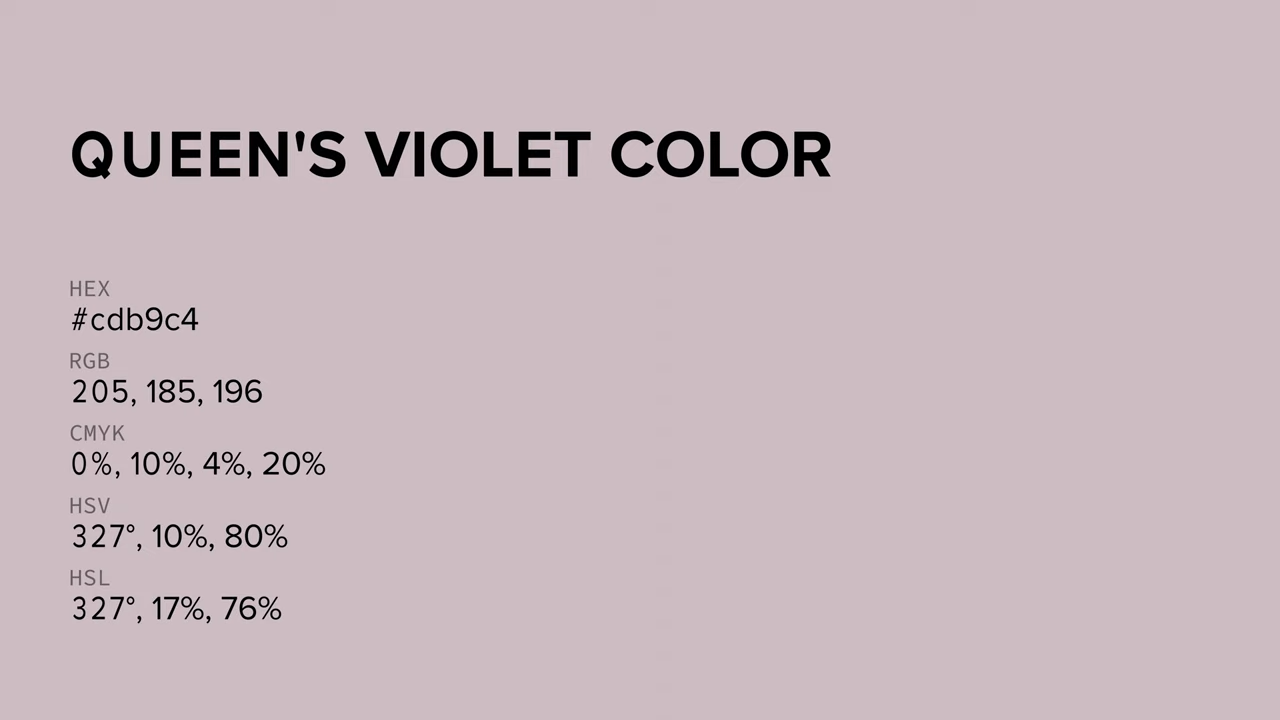 QUEEN'S VIOLET COLOR
HEX
#cdb9c4
RGB
205, 185, 196
CMYK
0%, 10%, 4%, 20%
HSV
327°, 10%, 80%
HSL
327°, 17%, 76%